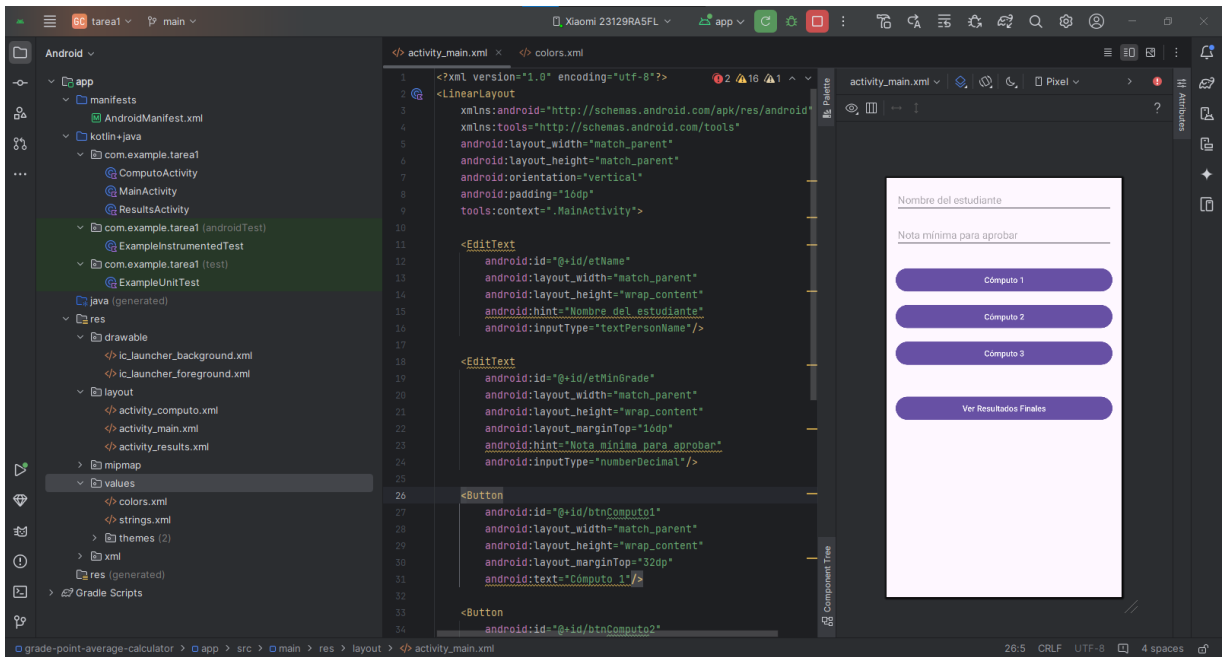 GC tarea1 main Xiaomi 23129RA5FL app
Android
activity_main.xml colors.xml
app
manifests
AndroidManifest.xml
kotlin+java
com.example.tarea1
ComputoActivity
MainActivity
ResultsActivity
com.example.tarea1 (androidTest)
ExampleInstrumentedTest
com.example.tarea1 (test)
ExampleUnitTest
java (generated)
res
drawable
ic_launcher_background.xml
ic_launcher_foreground.xml
layout
activity_computo.xml
activity_main.xml
activity_results.xml
mipmap
values
colors.xml
strings.xml
themes (2)
xml
res (generated)
Gradle Scripts
2 16 1
1 <?xml version="1.0" encoding="utf-8"?>
2 <LinearLayout
3 xmlns:android="http://schemas.android.com/apk/res/android"
4 xmlns:tools="http://schemas.android.com/tools"
5 android:layout_width="match_parent"
6 android:layout_height="match_parent"
7 android:orientation="vertical"
8 android:padding="16dp"
9 tools:context=".MainActivity">
10
11 <EditText
12 android:id="@+id/etName"
13 android:layout_width="match_parent"
14 android:layout_height="wrap_content"
15 android:hint="Nombre del estudiante"
16 android:inputType="textPersonName"/>
17
18 <EditText
19 android:id="@+id/etMinGrade"
20 android:layout_width="match_parent"
21 android:layout_height="wrap_content"
22 android:layout_marginTop="16dp"
23 android:hint="Nota mínima para aprobar"
24 android:inputType="numberDecimal"/>
25
26 <Button
27 android:id="@+id/btnComputo1"
28 android:layout_width="match_parent"
29 android:layout_height="wrap_content"
30 android:layout_marginTop="32dp"
31 android:text="Cómputo 1"/>
32
33 <Button
34 android:id="@+id/btnComputo2"
Palette
Component Tree
activity_main.xml Pixel
Attributes
Nombre del estudiante
Nota mínima para aprobar
Cómputo 1
Cómputo 2
Cómputo 3
Ver Resultados Finales
grade-point-average-calculator > app > src > main > res > layout > activity_main.xml
26:5 CRLF UTF-8 4 spaces